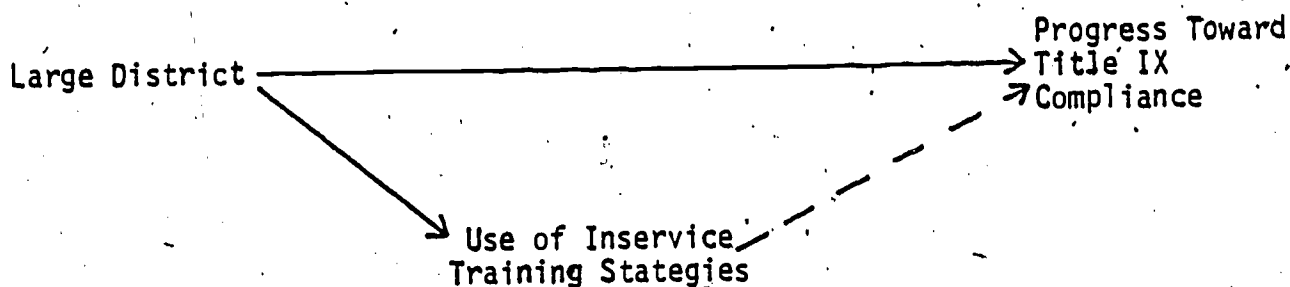 Progress Toward
Large District
Title IX
Compliance
Use of Inservice
Training Stategies